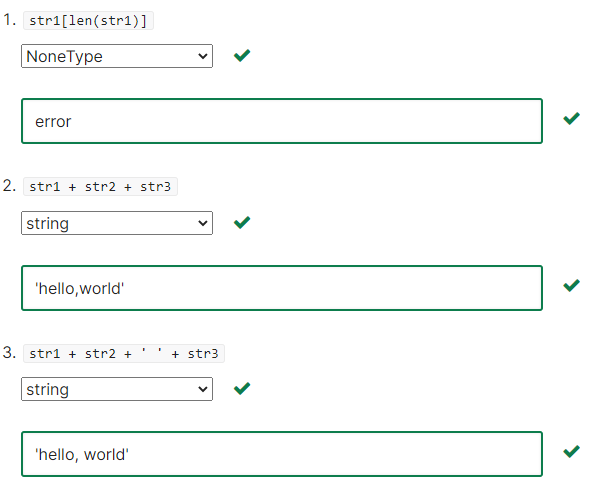 1. str1[len(str1)]
NoneType
error
2. str1 + str2 + str3
string
'hello,world'
3. str1 + str2 + ' ' + str3
string
'hello, world'